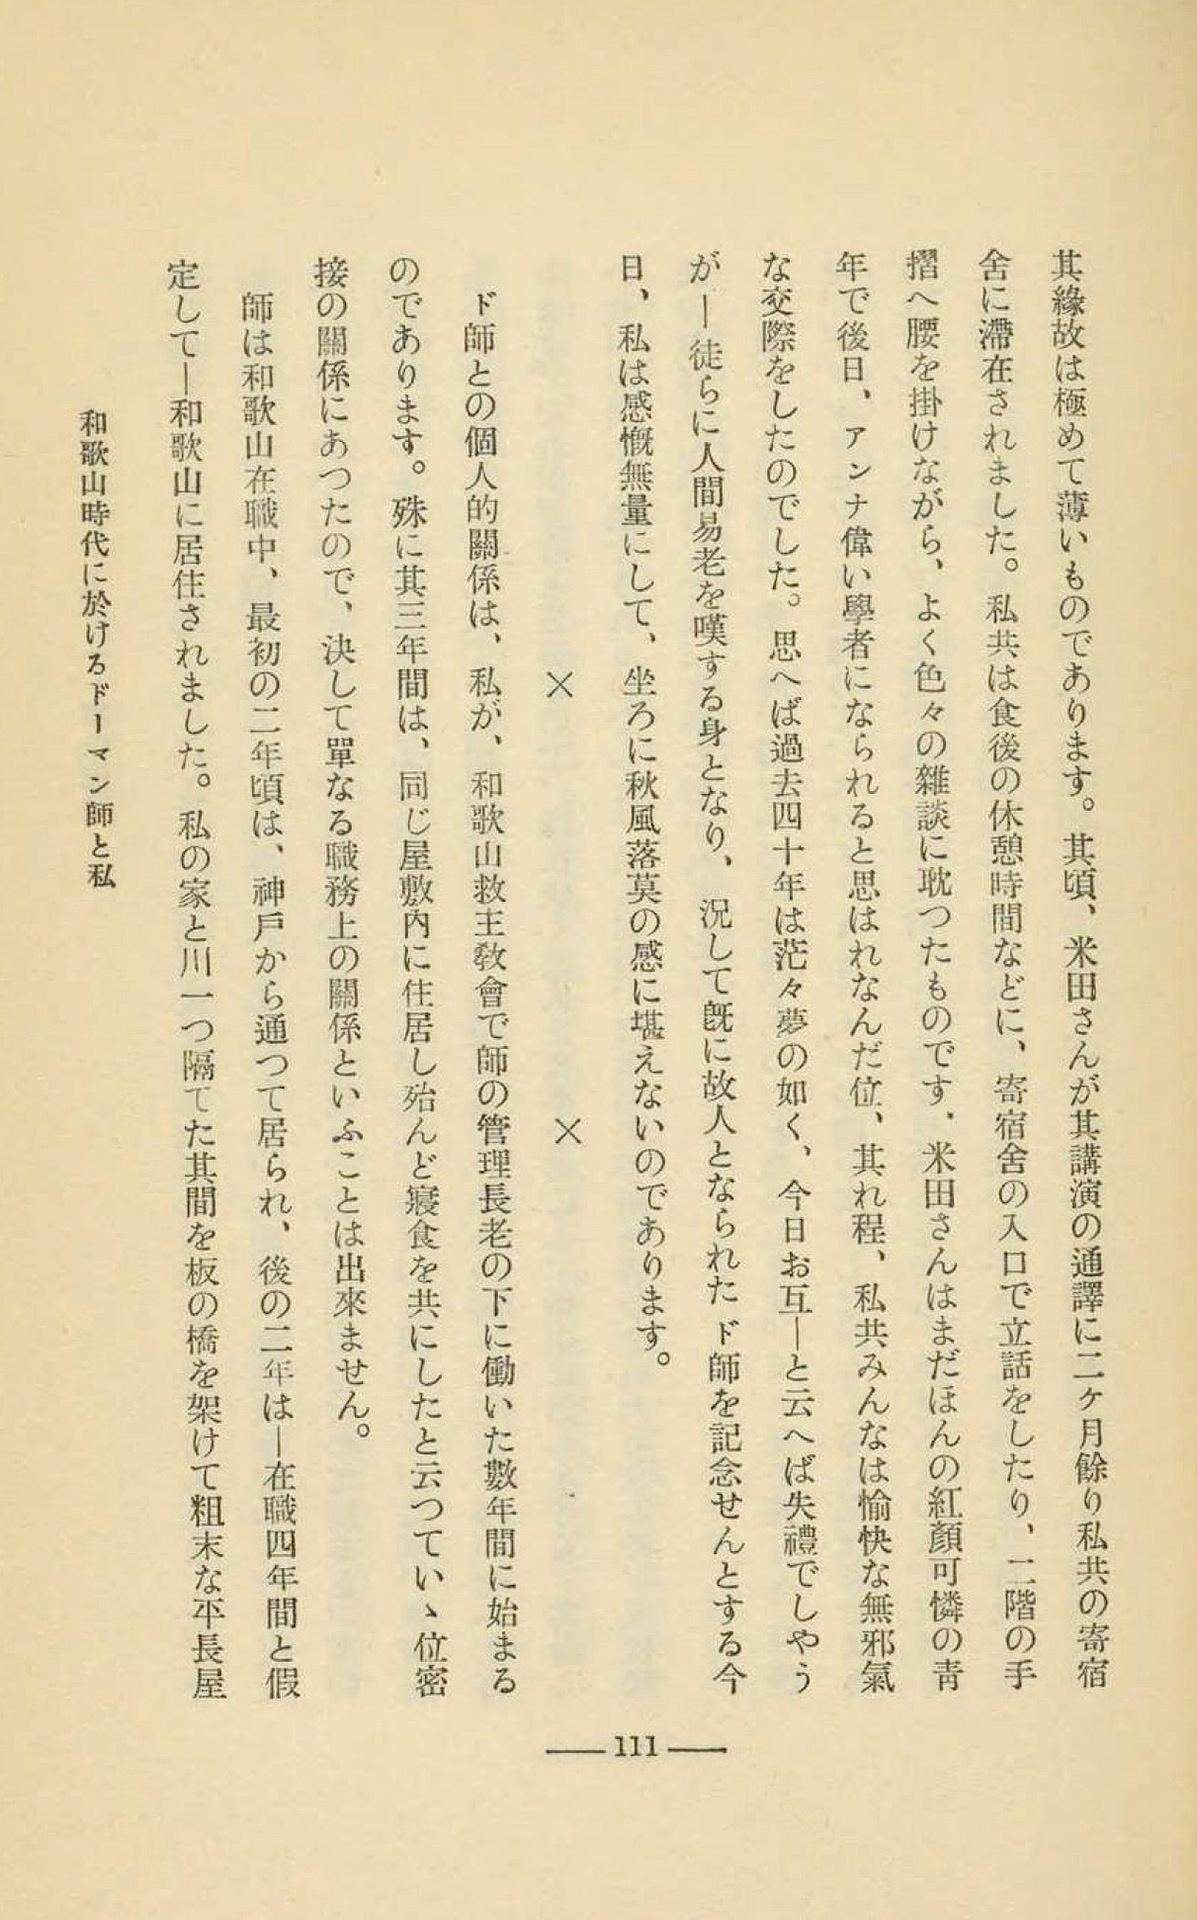 其緣故は極めて薄いものであります。其頃、米田さんが其講演の通譯に二ヶ月餘り私共の寄宿
舍に滯在されました。私共は食後の休憩時間などに、寄宿舍の入口で立話をしたり、二階の手
摺へ腰を掛けながら、よく色々の雜談に耽つたものです。米田さんはまだほんの紅顏可憐の靑
年で後日、アンナ偉い學者になられると思はれなんだ位、其れ程、私共みんなは愉快な無邪氣
な交際をしたのでした。思へば過去四十年は茫々夢の如く、今日お互—と云へば失禮でしやう
が—徒らに人間易老を嘆する身となり、況して旣に故人となられたド師を記念せんとする今
日、私は感慨無量にして、坐ろに秋風落莫の感に堪えないのであります。
×　×
ド師との個人的關係は、私が、和歌山救主敎會で師の管理長老の下に働いた數年間に始まる
のであります。殊に其三年間は、同じ屋敷內に住居し殆んど寢食を共にしたと云つていゝ位密
接の關係にあつたので、決して單なる職務上の關係といふことは出來ません。
師は和歌山在職中、最初の二年頃は、神戶から通つて居られ、後の二年は—在職四年間と假
定して—和歌山に居住されました。私の家と川一つ隔てた其間を板の橋を架けて粗末な平長屋
和歌山時代に於けるドーマン師と私
— 111 —